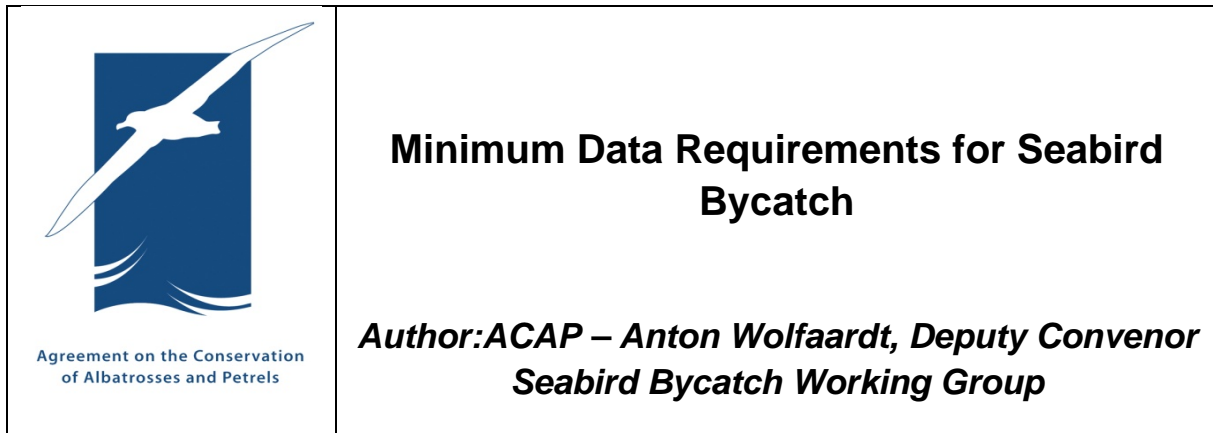 Agreement on the Conservation
of Albatrosses and Petrels
Minimum Data Requirements for Seabird
Bycatch
Author:ACAP – Anton Wolfaardt, Deputy Convenor
Seabird Bycatch Working Group